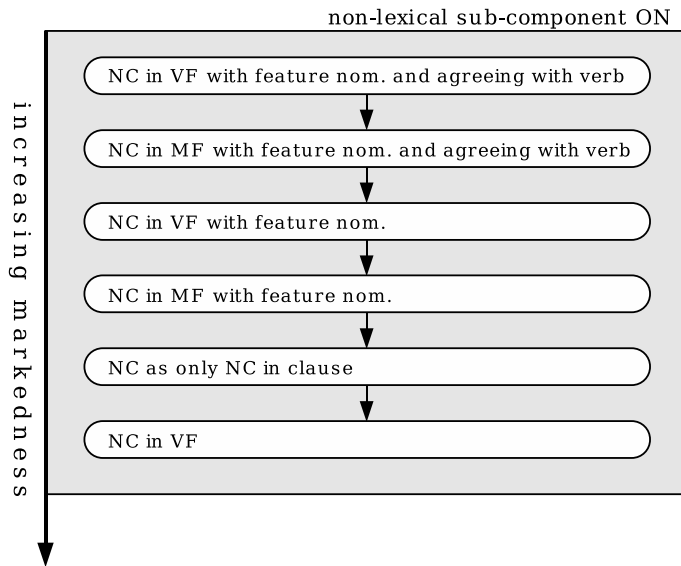 non-lexical sub-component ON
increasing markedness
NC in VF with feature nom. and agreeing with verb
NC in MF with feature nom. and agreeing with verb
NC in VF with feature nom.
NC in MF with feature nom.
NC as only NC in clause
NC in VF